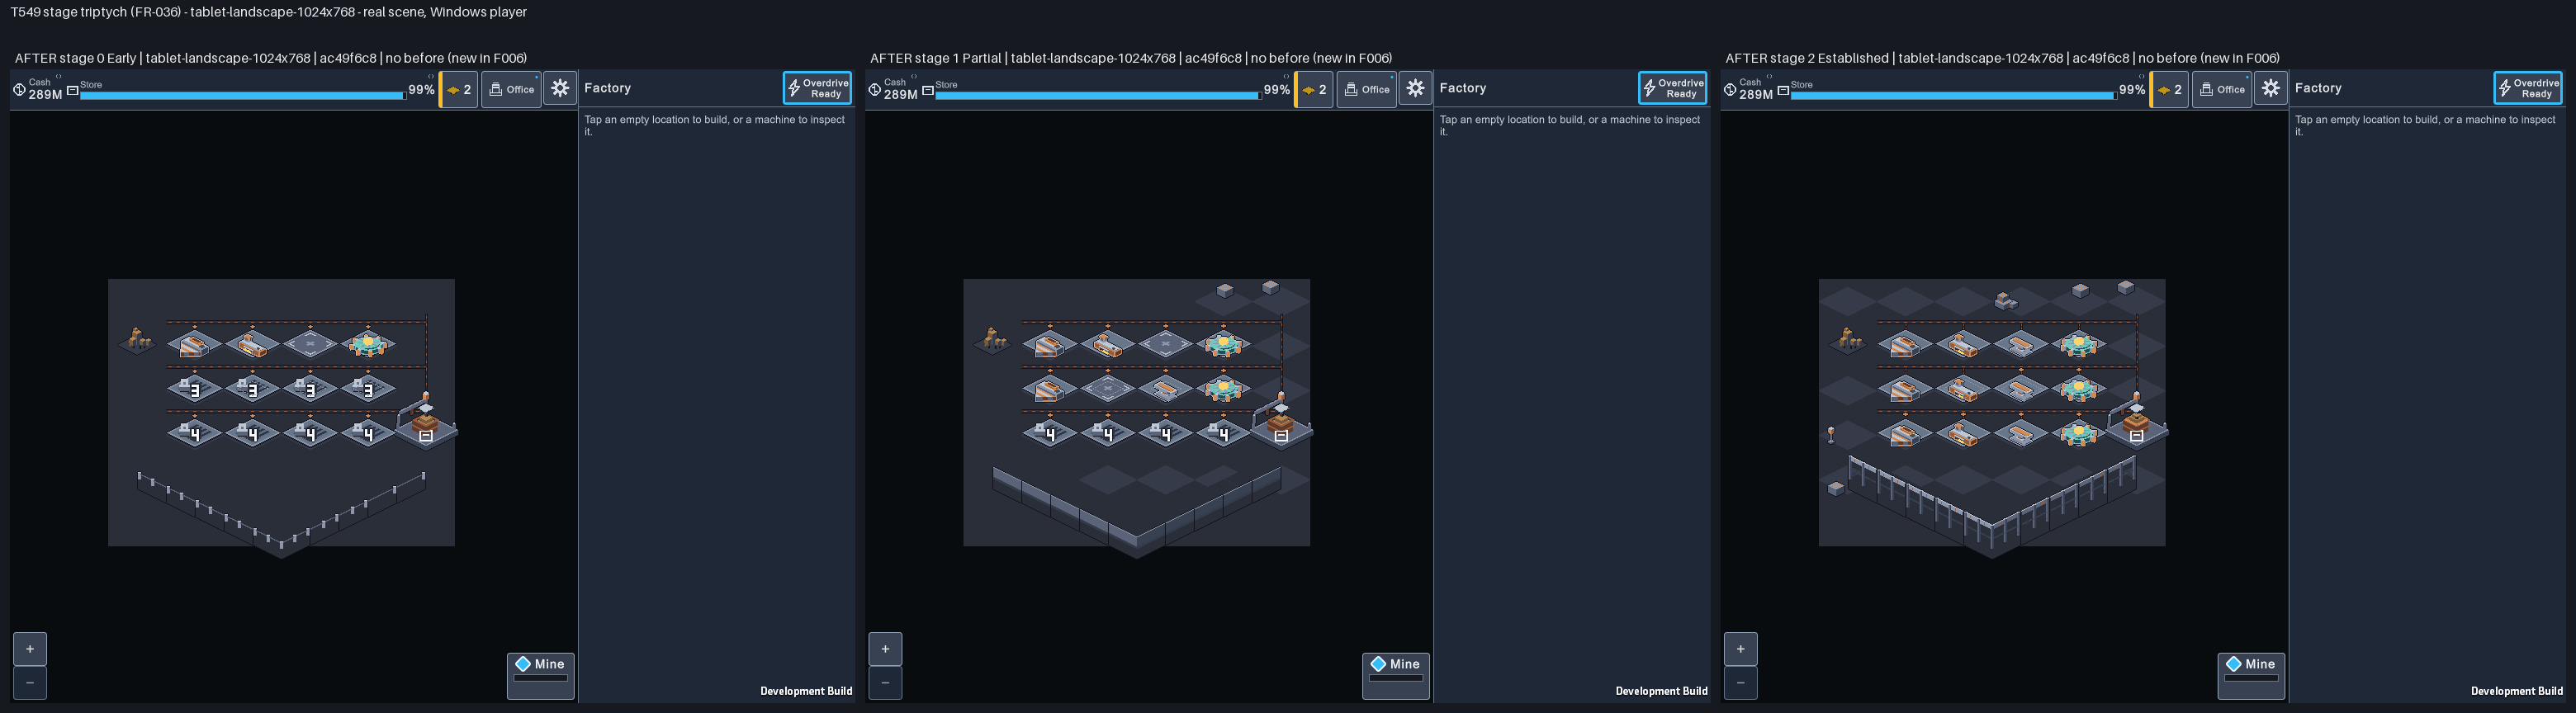 T549 stage triptych (FR-036) - tablet-landscape-1024x768 - real scene, Windows player
AFTER stage 0 Early | tablet-landscape-1024x768 | ac49f6c8 | no before (new in F006)
Cash
289M
Store
99%
2
Office
Factory
Overdrive
Ready
Tap an empty location to build, or a machine to inspect
it.
3 3 3 3
4 4 4 4
+
−
Mine
Development Build
AFTER stage 1 Partial | tablet-landscape-1024x768 | ac49f6c8 | no before (new in F006)
Cash
289M
Store
99%
2
Office
Factory
Overdrive
Ready
Tap an empty location to build, or a machine to inspect
it.
4 4 4 4
+
−
Mine
Development Build
AFTER stage 2 Established | tablet-landscape-1024x768 | ac49f6c8 | no before (new in F006)
Cash
289M
Store
99%
2
Office
Factory
Overdrive
Ready
Tap an empty location to build, or a machine to inspect
it.
+
−
Mine
Development Build